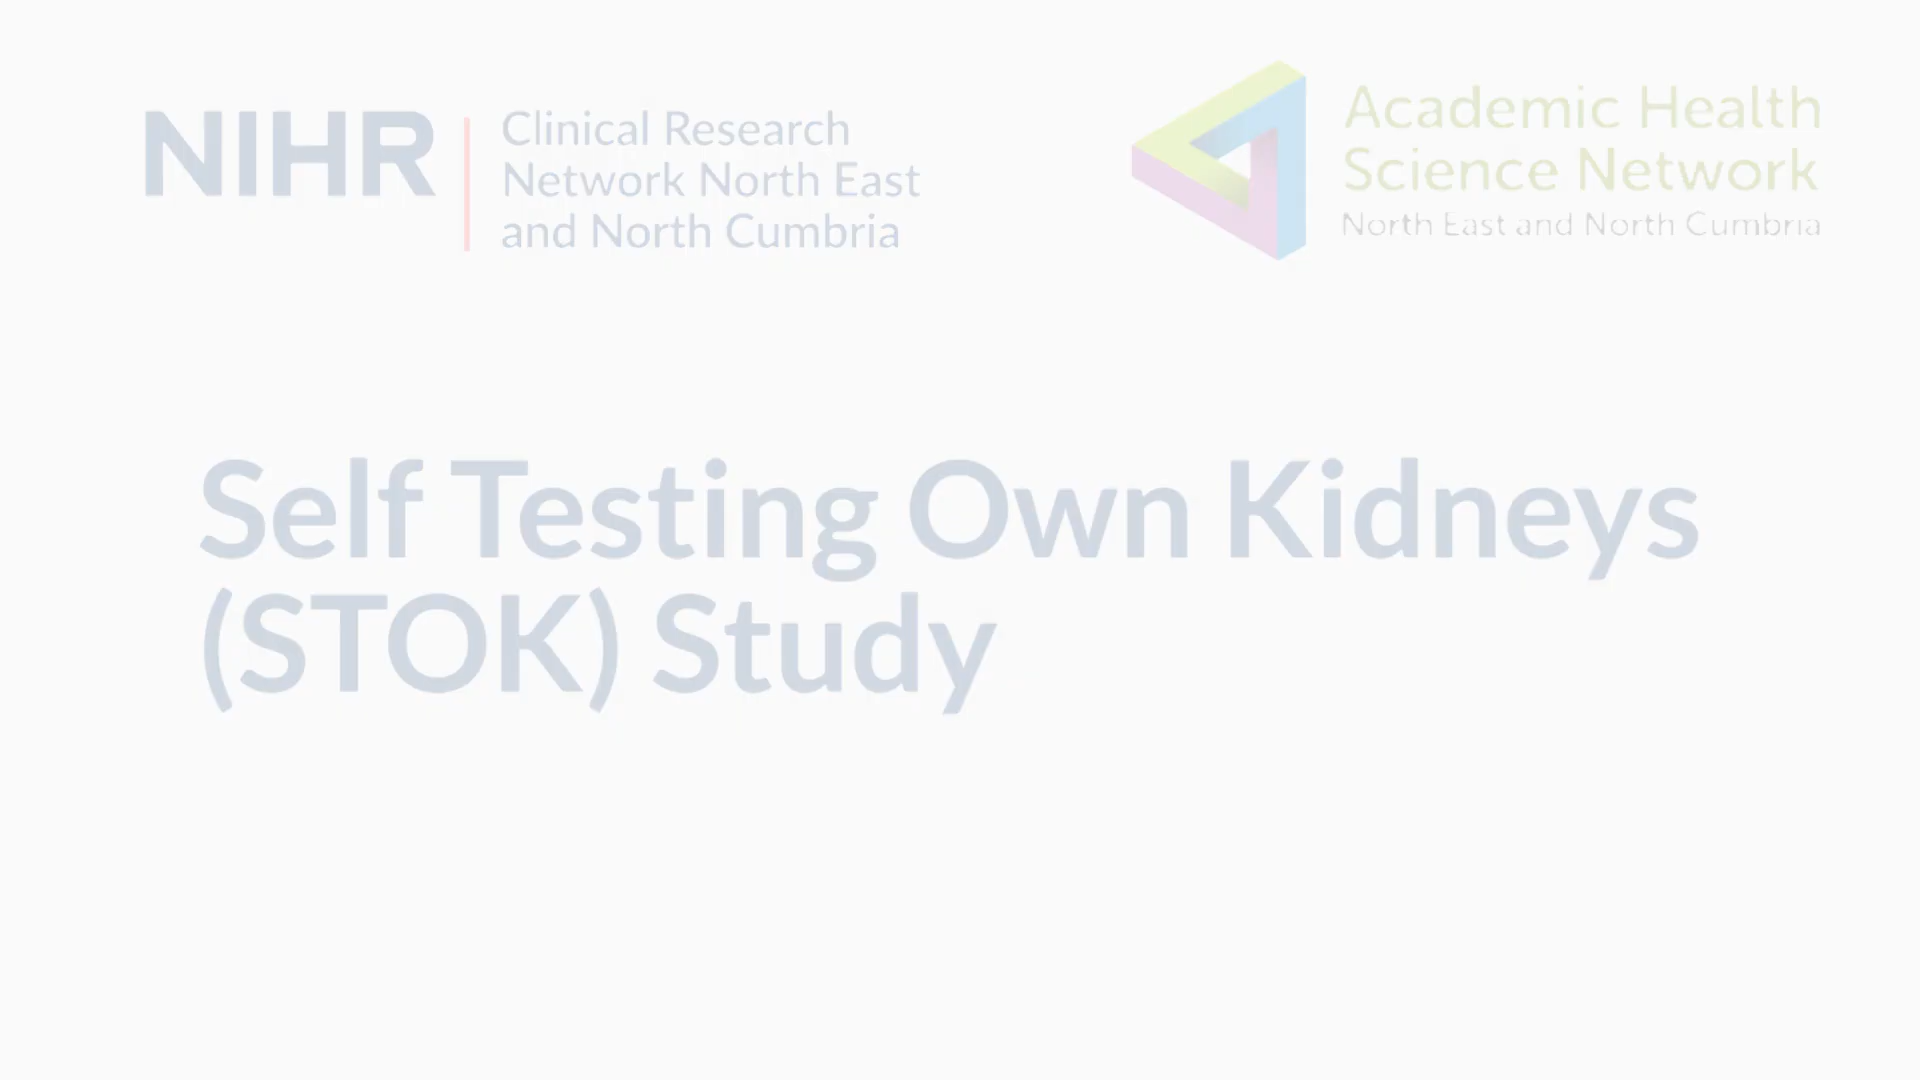 NIHR
Clinical Research
Network North East
and North Cumbria
Academic Health
Science Network
North East and North Cumbria
Self Testing Own Kidneys
(STOK) Study